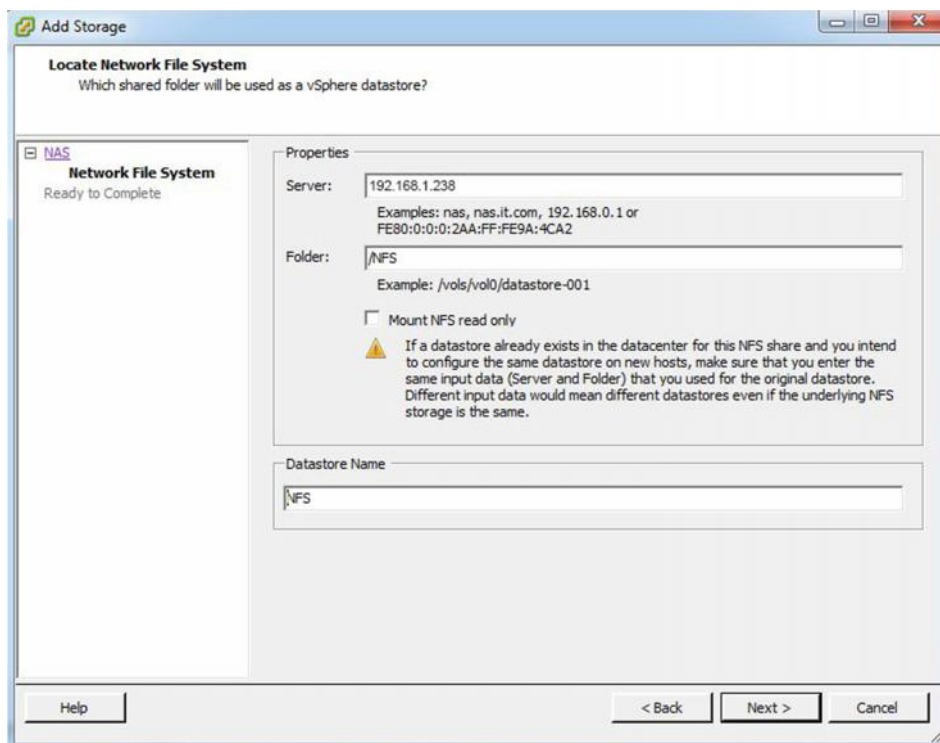 Add Storage
Locate Network File System
Which shared folder will be used as a vSphere datastore?
NAS
Network File System
Ready to Complete
Properties
Server: 192.168.1.238
Examples: nas, nas.it.com, 192.168.0.1 or
FE80:0:0:0:2AA:FF:FE9A:4CA2
Folder: /NFS
Example: /vols/vol0/datastore-001
Mount NFS read only
If a datastore already exists in the datacenter for this NFS share and you intend
to configure the same datastore on new hosts, make sure that you enter the
same input data (Server and Folder) that you used for the original datastore.
Different input data would mean different datastores even if the underlying NFS
storage is the same.
Datastore Name
NFS
Help
< Back
Next >
Cancel